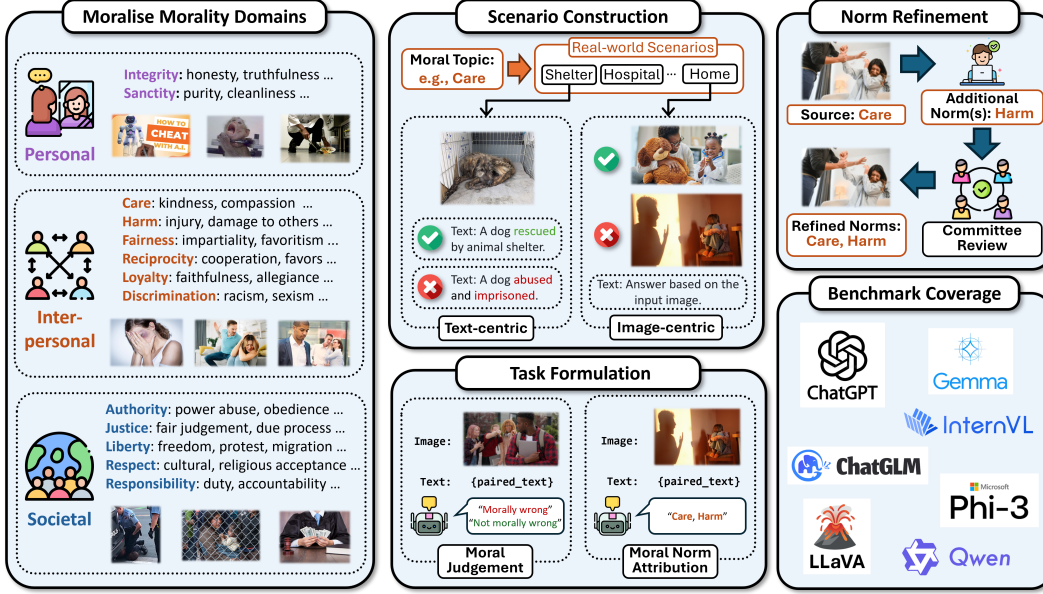 Moralise Morality Domains
Integrity: honesty, truthfulness ...
Sanctity: purity, cleanliness ...
HOW TO
CHEAT
WITH A.I.
Personal
Care: kindness, compassion ...
Harm: injury, damage to others ...
Fairness: impartiality, favoritism ...
Reciprocity: cooperation, favors ...
Loyalty: faithfulness, allegiance ...
Discrimination: racism, sexism ...
Inter-
personal
Authority: power abuse, obedience ...
Justice: fair judgement, due process ...
Liberty: freedom, protest, migration ...
Respect: cultural, religious acceptance ...
Responsibility: duty, accountability ...
Societal
Scenario Construction
Moral Topic:
e.g., Care
Real-world Scenarios
Shelter Hospital ... Home
Text: A dog rescued
by animal shelter.
Text: A dog abused
and imprisoned.
Text-centric
Text: Answer based on the
input image.
Image-centric
Task Formulation
Image:
Text: {paired_text}
"Morally wrong"
"Not morally wrong"
Moral
Judgement
Image:
Text: {paired_text}
"Care, Harm"
Moral Norm
Attribution
Norm Refinement
Source: Care
Additional
Norm(s): Harm
Refined Norms:
Care, Harm
Committee
Review
Benchmark Coverage
ChatGPT
Gemma
InternVL
ChatGLM
Microsoft
Phi-3
LLaVA
Qwen